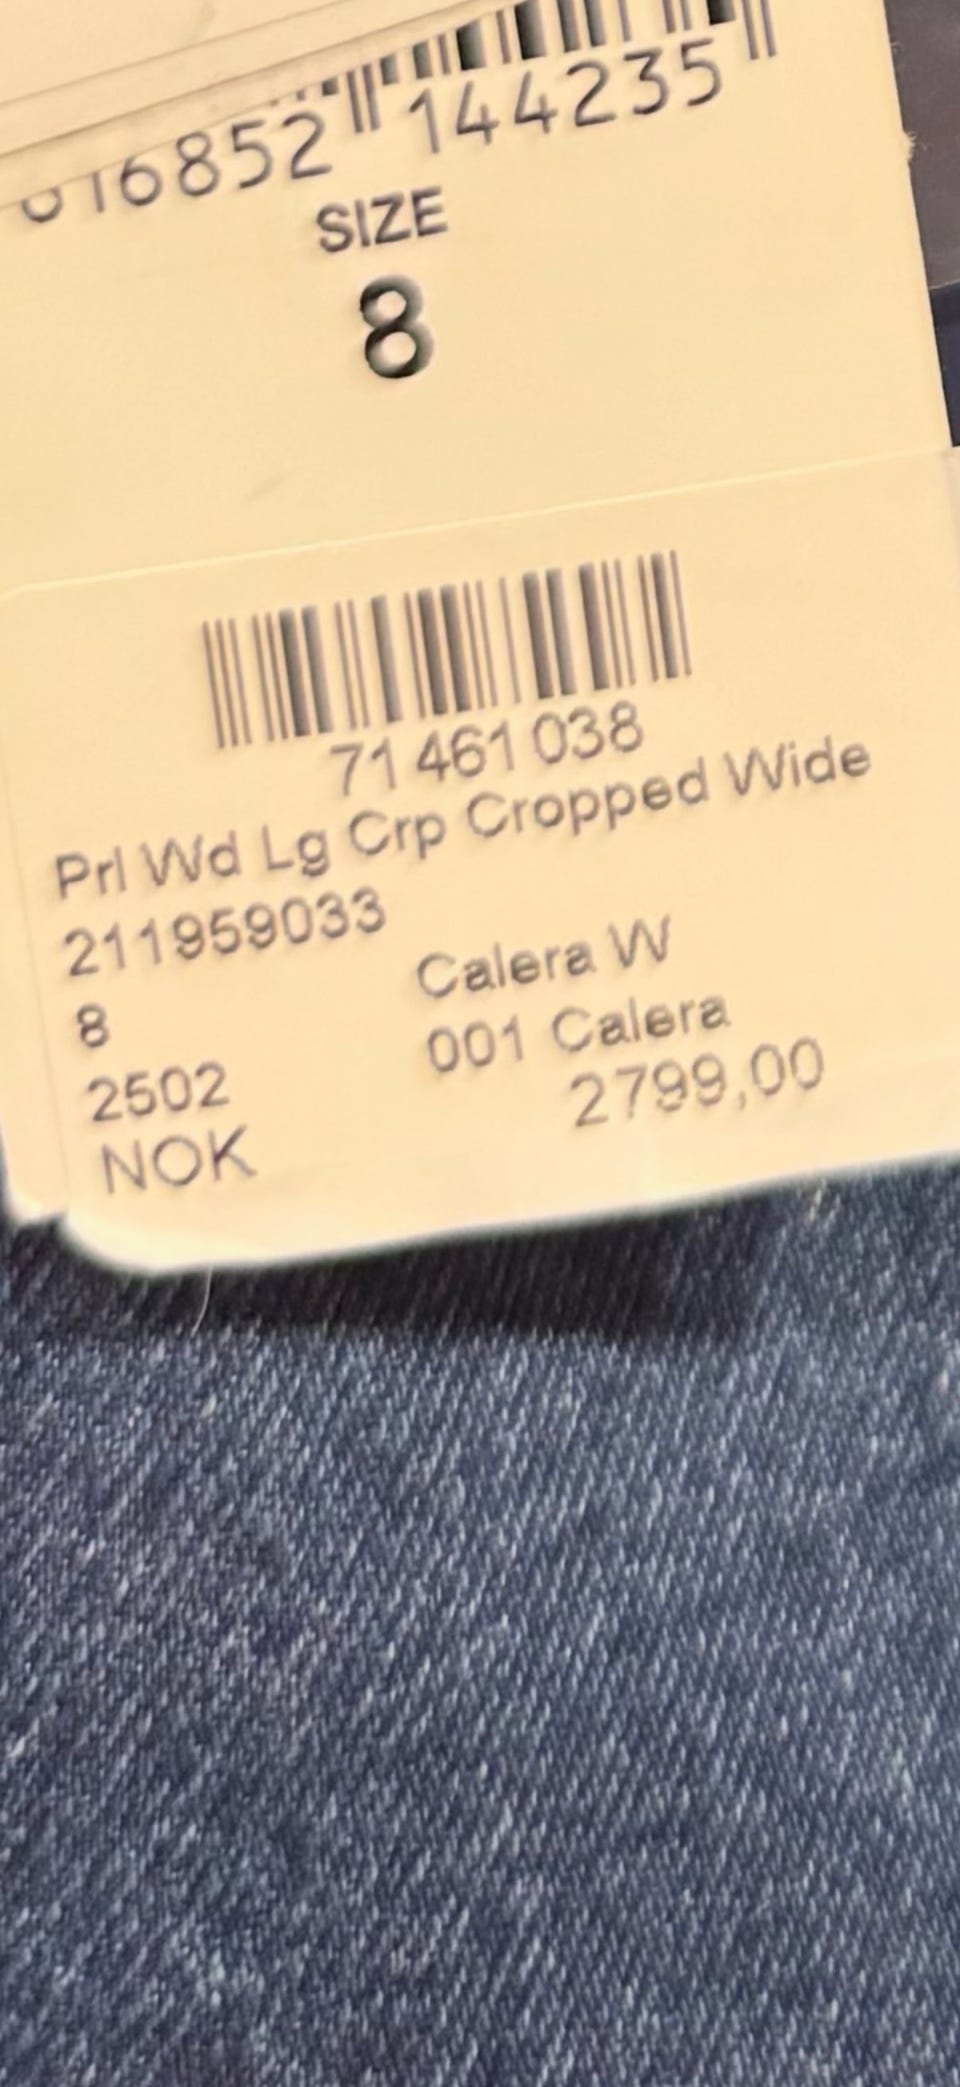 16852 144235
SIZE
8
71461038
Prl Wd Lg Crp Cropped Wide
211959033
Calera W
8
001 Calera
2502
2799,00
NOK